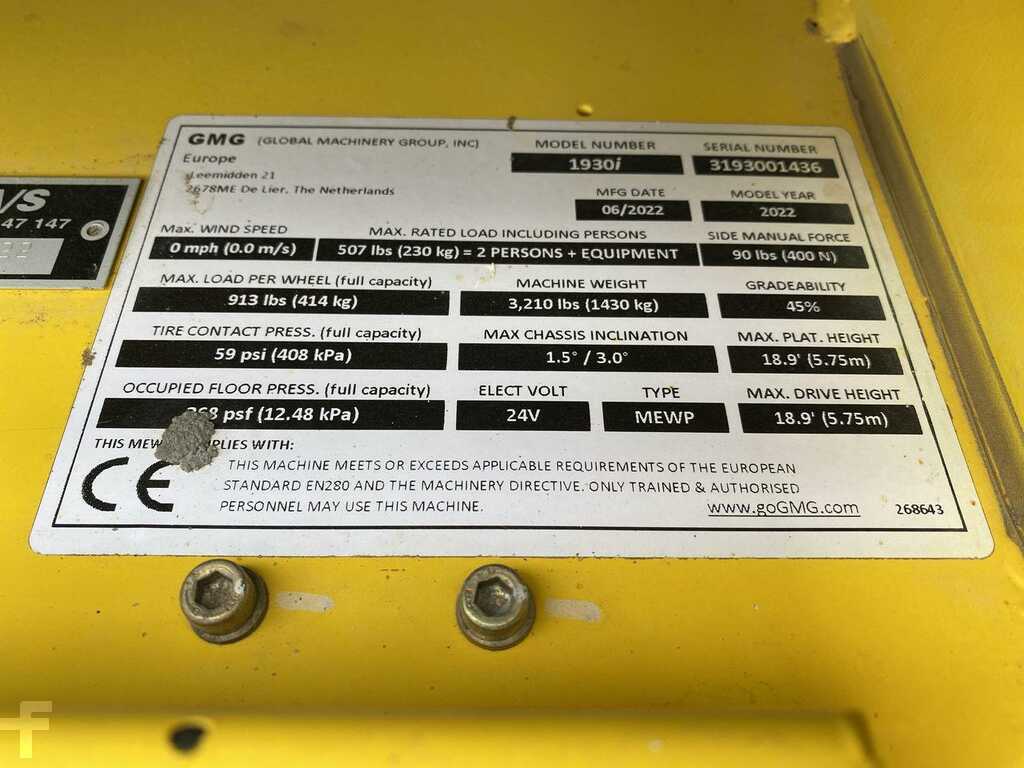 GMG (GLOBAL MACHINERY GROUP, INC)
Europe
Leemidden 21
2678ME De Lier, The Netherlands
MODEL NUMBER SERIAL NUMBER
1930i 3193001436
MFG DATE MODEL YEAR
06/2022 2022
Max. WIND SPEED MAX. RATED LOAD INCLUDING PERSONS SIDE MANUAL FORCE
0 mph (0.0 m/s) 507 lbs (230 kg) = 2 PERSONS + EQUIPMENT 90 lbs (400 N)
MAX. LOAD PER WHEEL (full capacity) MACHINE WEIGHT GRADEABILITY
913 lbs (414 kg) 3,210 lbs (1430 kg) 45%
TIRE CONTACT PRESS. (full capacity) MAX CHASSIS INCLINATION MAX. PLAT. HEIGHT
59 psi (408 kPa) 1.5° / 3.0° 18.9' (5.75m)
OCCUPIED FLOOR PRESS. (full capacity) ELECT VOLT TYPE MAX. DRIVE HEIGHT
psf (12.48 kPa) 24V MEWP 18.9' (5.75m)
THIS WITH:
CE
THIS MACHINE MEETS OR EXCEEDS APPLICABLE REQUIREMENTS OF THE EUROPEAN
STANDARD EN280 AND THE MACHINERY DIRECTIVE. ONLY TRAINED & AUTHORISED
PERSONNEL MAY USE THIS MACHINE. www.goGMG.com 268643
47 147